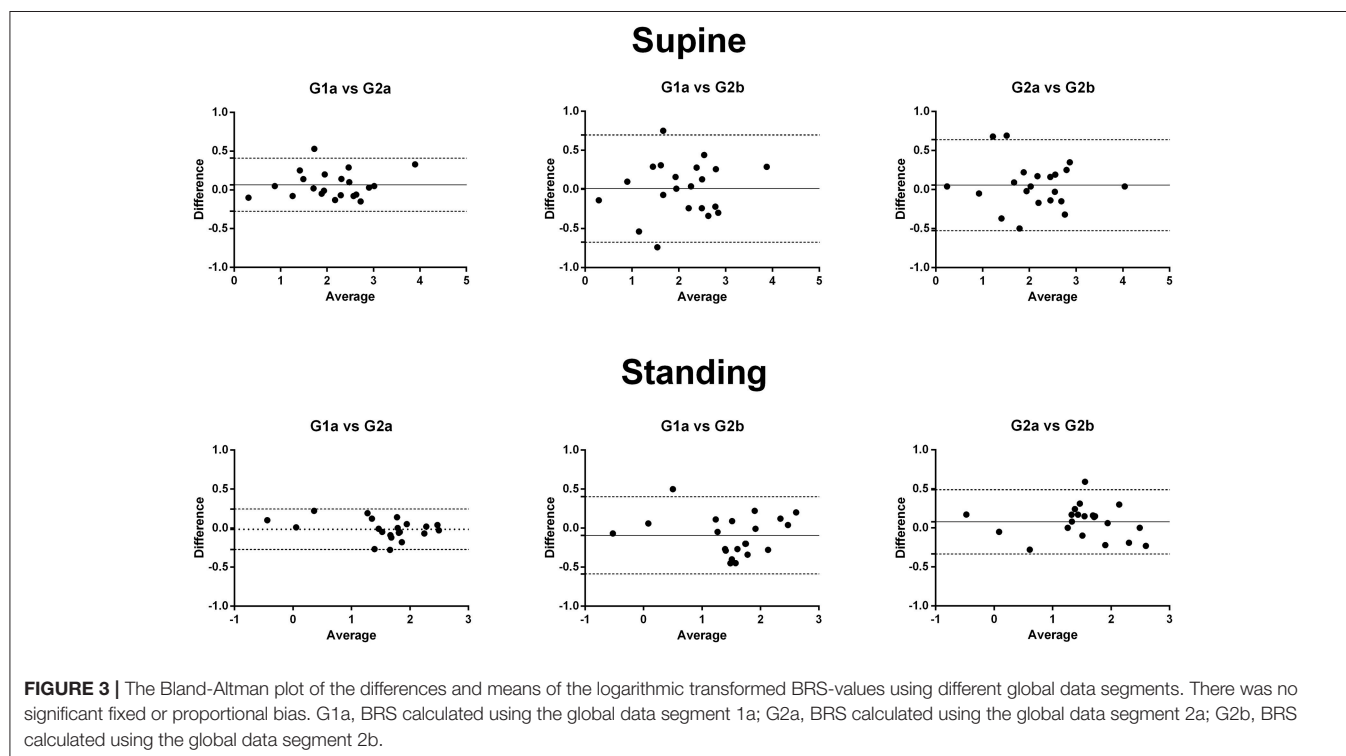 Supine
G1a vs G2a
G1a vs G2b
G2a vs G2b
1.0
0.5
0.0
-0.5
-1.0
Difference
0 1 2 3 4 5
Average
1.0
0.5
0.0
-0.5
-1.0
Difference
0 1 2 3 4 5
Average
1.0
0.5
0.0
-0.5
-1.0
Difference
0 1 2 3 4 5
Average
Standing
G1a vs G2a
G1a vs G2b
G2a vs G2b
1.0
0.5
0.0
-0.5
-1.0
Difference
-1 0 1 2 3
Average
1.0
0.5
0.0
-0.5
-1.0
Difference
-1 0 1 2 3
Average
1.0
0.5
0.0
-0.5
-1.0
Difference
-1 0 1 2 3
Average
FIGURE 3 | The Bland-Altman plot of the differences and means of the logarithmic transformed BRS-values using different global data segments. There was no
significant fixed or proportional bias. G1a, BRS calculated using the global data segment 1a; G2a, BRS calculated using the global data segment 2a; G2b, BRS
calculated using the global data segment 2b.